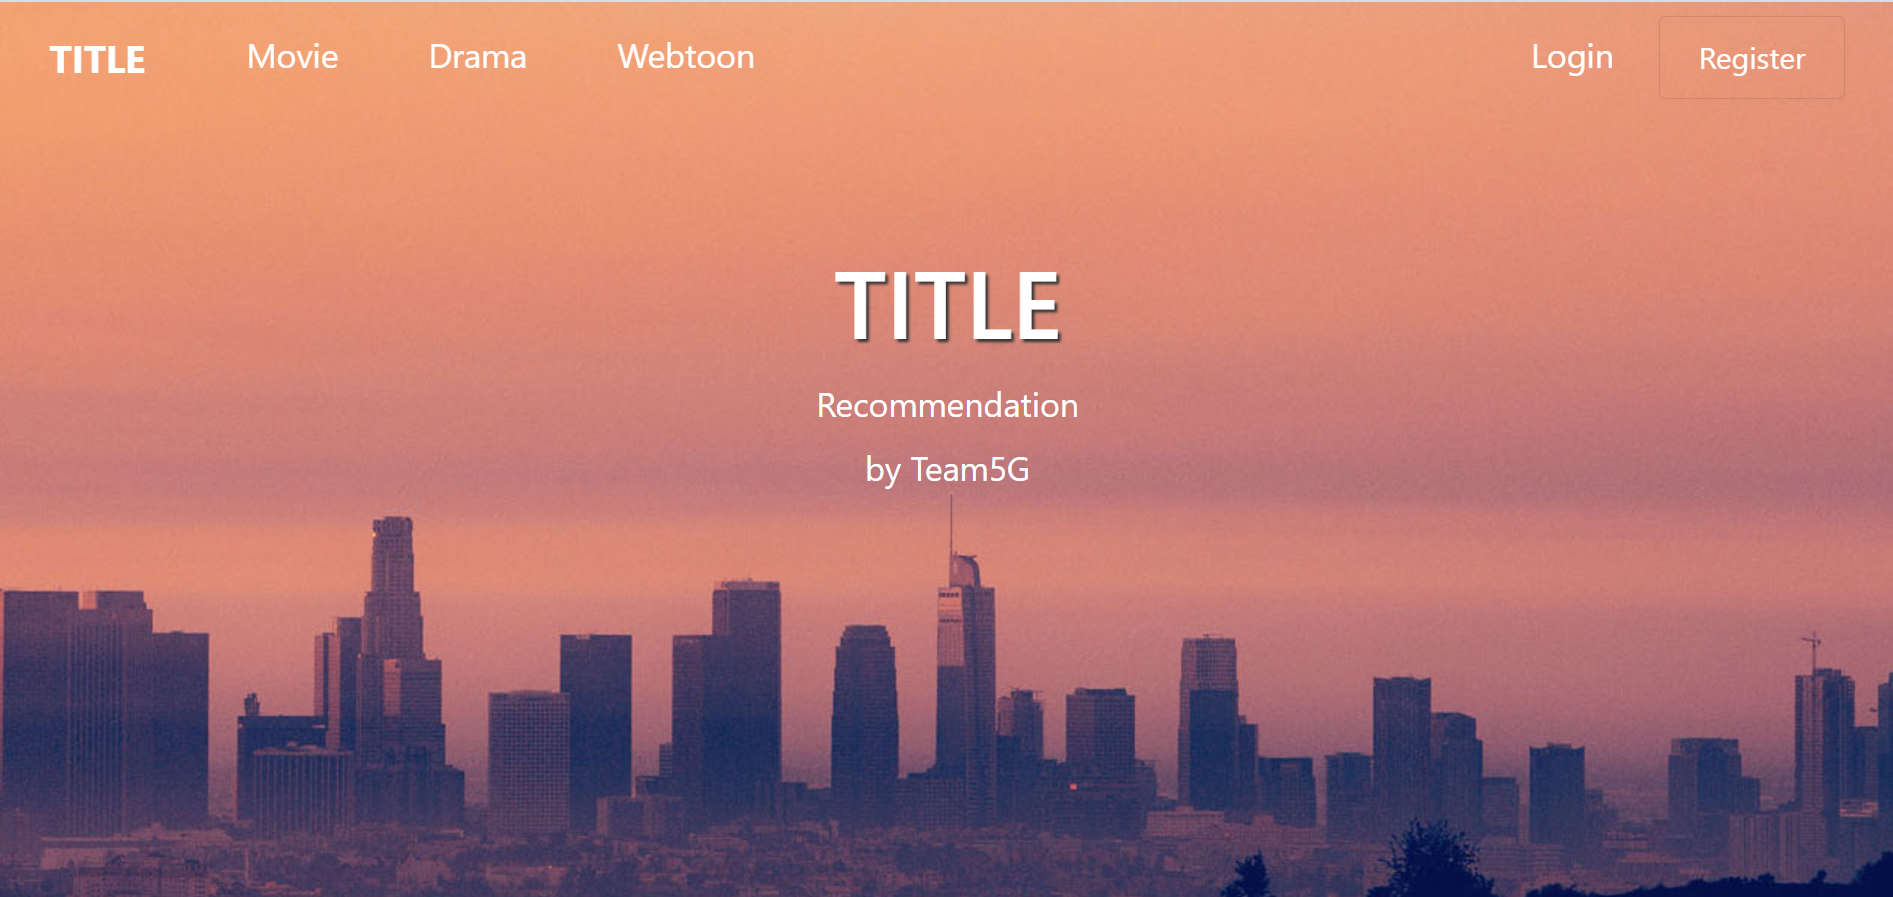 TITLE Movie Drama Webtoon Login Register
TITLE
Recommendation
by Team5G